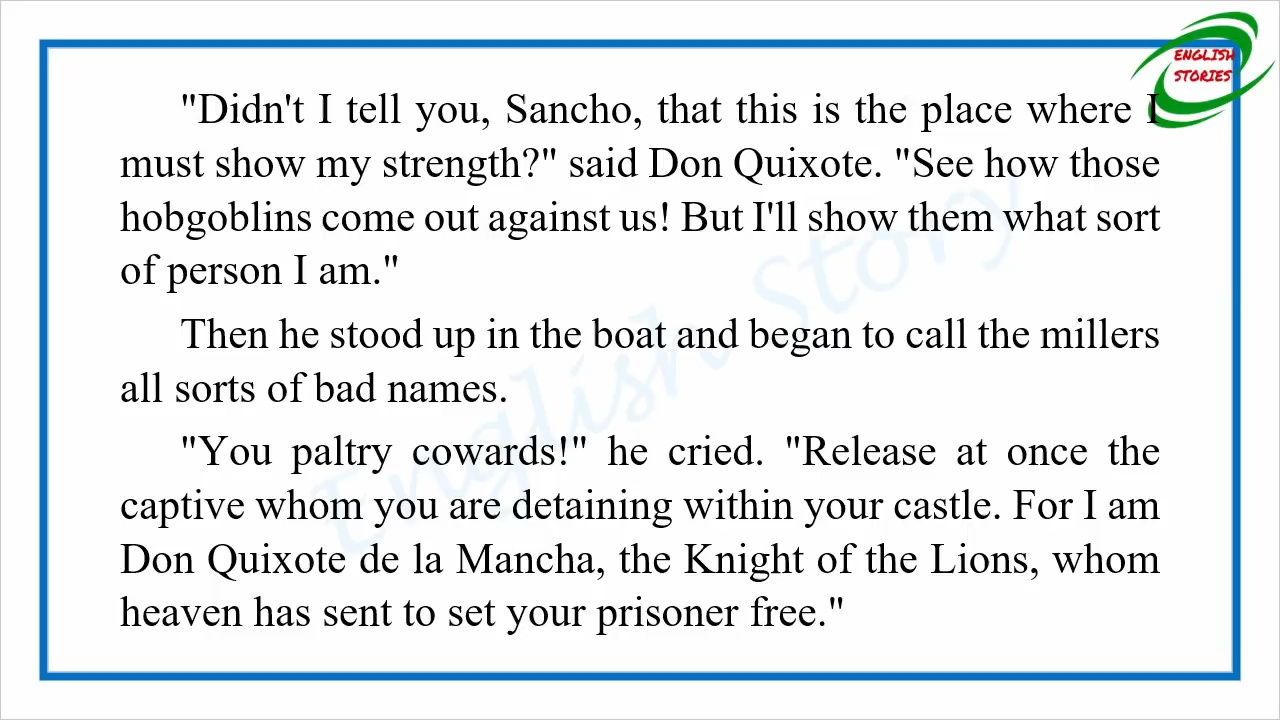 ENGLISH
STORIES
"Didn't I tell you, Sancho, that this is the place where I
must show my strength?" said Don Quixote. "See how those
hobgoblins come out against us! But I'll show them what sort
of person I am."
Then he stood up in the boat and began to call the millers
all sorts of bad names.
"You paltry cowards!" he cried. "Release at once the
captive whom you are detaining within your castle. For I am
Don Quixote de la Mancha, the Knight of the Lions, whom
heaven has sent to set your prisoner free."
English Story